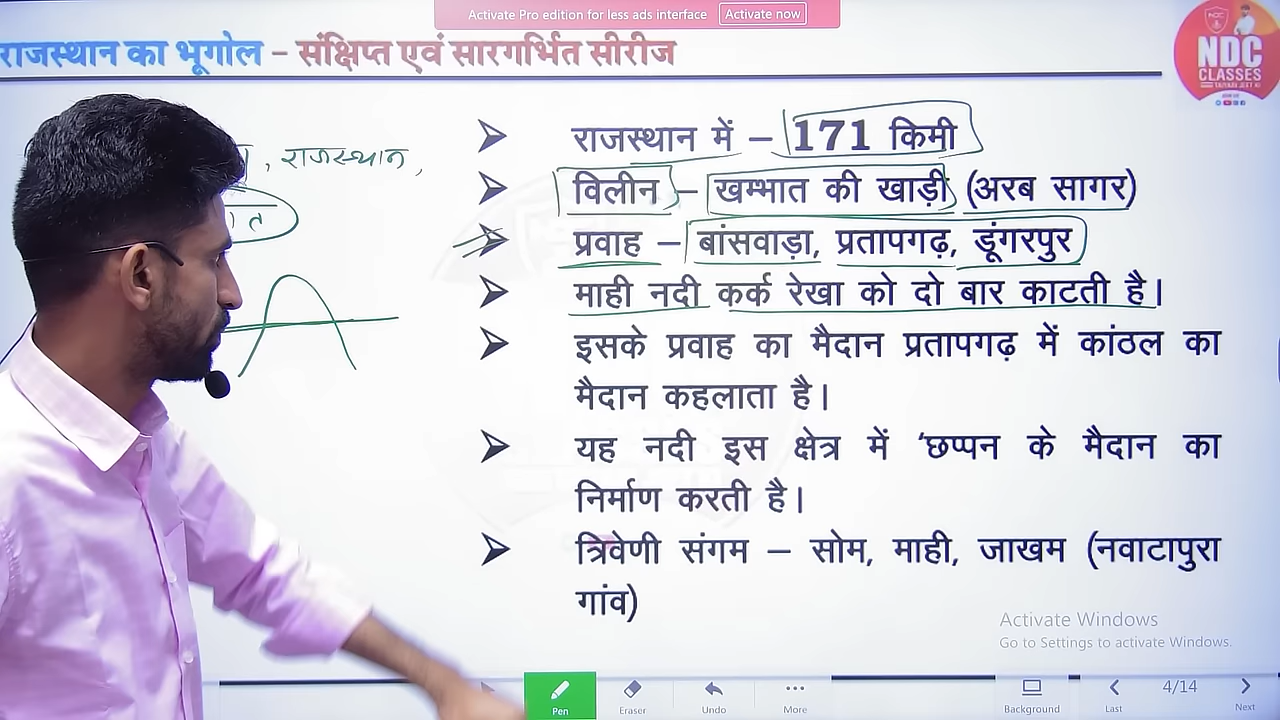 Activate Pro edition for less ads interface Activate now
राजस्थान का भूगोल – संक्षिप्त एवं सारगर्भित सीरीज
NDC
CLASSES
, राजस्थान,
त
➤ राजस्थान में – 171 किमी
➤ विलीन – खम्भात की खाड़ी (अरब सागर)
➤ प्रवाह – बांसवाड़ा, प्रतापगढ़, डूंगरपुर
➤ माही नदी कर्क रेखा को दो बार काटती है।
➤ इसके प्रवाह का मैदान प्रतापगढ़ में कांठल का
मैदान कहलाता है।
➤ यह नदी इस क्षेत्र में ‘छप्पन के मैदान का
निर्माण करती है।
➤ त्रिवेणी संगम – सोम, माही, जाखम (नवाटापुरा
गांव)
Activate Windows
Go to Settings to activate Windows.
Pen Eraser Undo More Background Last 4/14 Next